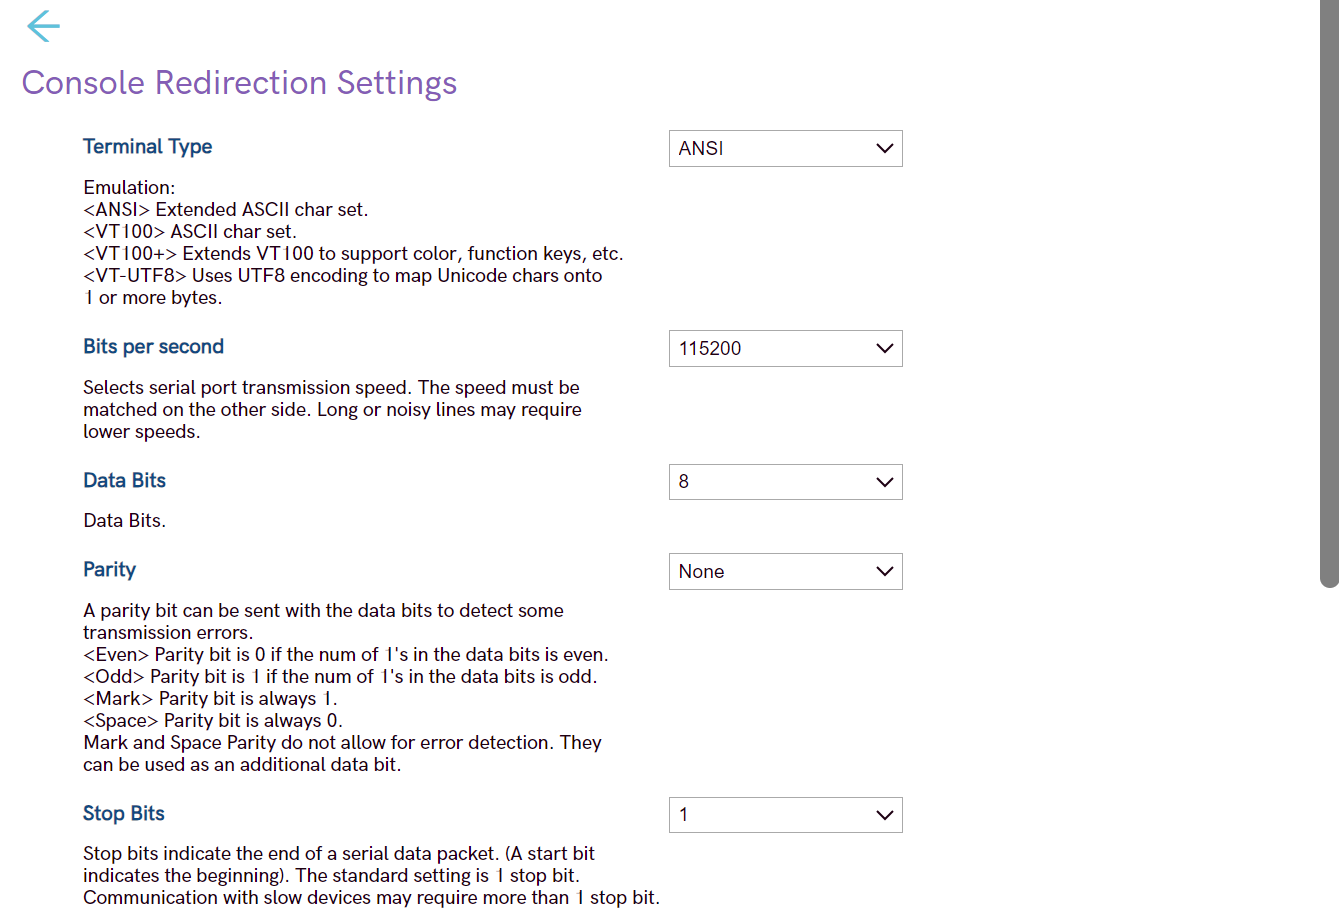 Console Redirection Settings
Terminal Type
ANSI
Emulation:
<ANSI> Extended ASCII char set.
<VT100> ASCII char set.
<VT100+> Extends VT100 to support color, function keys, etc.
<VT-UTF8> Uses UTF8 encoding to map Unicode chars onto
1 or more bytes.
Bits per second
115200
Selects serial port transmission speed. The speed must be
matched on the other side. Long or noisy lines may require
lower speeds.
Data Bits
8
Data Bits.
Parity
None
A parity bit can be sent with the data bits to detect some
transmission errors.
<Even> Parity bit is 0 if the num of 1's in the data bits is even.
<Odd> Parity bit is 1 if the num of 1's in the data bits is odd.
<Mark> Parity bit is always 1.
<Space> Parity bit is always 0.
Mark and Space Parity do not allow for error detection. They
can be used as an additional data bit.
Stop Bits
1
Stop bits indicate the end of a serial data packet. (A start bit
indicates the beginning). The standard setting is 1 stop bit.
Communication with slow devices may require more than 1 stop bit.